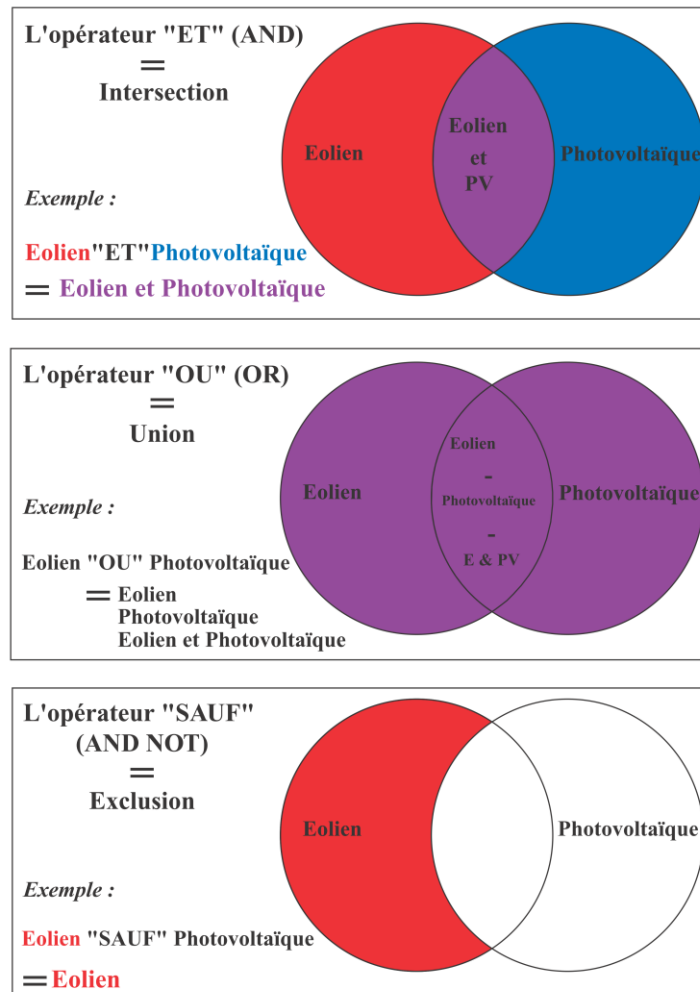 L'opérateur "ET" (AND)
=
Intersection
Exemple :
Eolien"ET"Photovoltaïque
= Eolien et Photovoltaïque
Eolien
Eolien
et
PV
Photovoltaïque
L'opérateur "OU" (OR)
=
Union
Exemple :
Eolien "OU" Photovoltaïque
= Eolien
Photovoltaïque
Eolien et Photovoltaïque
Eolien
Eolien
-
Photovoltaïque
-
E & PV
Photovoltaïque
L'opérateur "SAUF"
(AND NOT)
=
Exclusion
Exemple :
Eolien "SAUF" Photovoltaïque
= Eolien
Eolien
Photovoltaïque